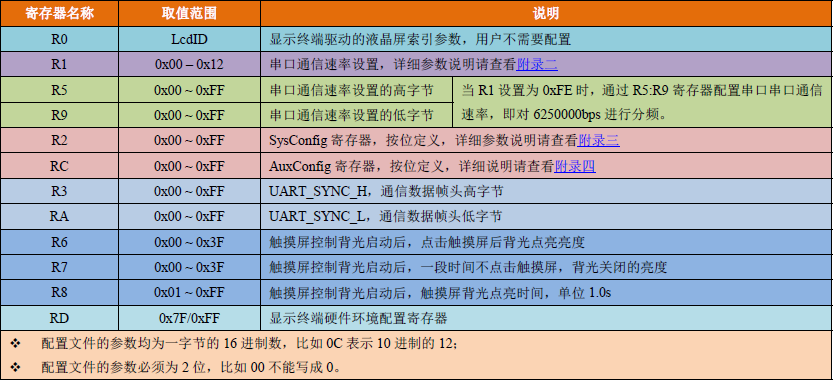 寄存器名称 取值范围 说明
R0 LcdID 显示终端驱动的液晶屏索引参数，用户不需要配置
R1 0x00 – 0x12 串口通信速率设置，详细参数说明请查看附录二
R5 0x00 ~ 0xFF 串口通信速率设置的高字节
R9 0x00 ~ 0xFF 串口通信速率设置的低字节
当 R1 设置为 0xFE 时，通过 R5:R9 寄存器配置串口串口通信
速率，即对 6250000bps 进行分频。
R2 0x00 ~ 0xFF SysConfig 寄存器，按位定义，详细参数说明请查看附录三
RC 0x00 ~ 0xFF AuxConfig 寄存器，按位定义，详细说明请查看附录四
R3 0x00 ~ 0xFF UART_SYNC_H，通信数据帧头高字节
RA 0x00 ~ 0xFF UART_SYNC_L，通信数据帧头低字节
R6 0x00 ~ 0x3F 触摸屏控制背光启动后，点击触摸屏后背光点亮亮度
R7 0x00 ~ 0x3F 触摸屏控制背光启动后，一段时间不点击触摸屏，背光关闭的亮度
R8 0x01 ~ 0xFF 触摸屏控制背光启动后，触摸屏背光点亮时间，单位 1.0s
RD 0x7F/0xFF 显示终端硬件环境配置寄存器
❖ 配置文件的参数均为一字节的 16 进制数，比如 0C 表示 10 进制的 12；
❖ 配置文件的参数必须为 2 位，比如 00 不能写成 0。